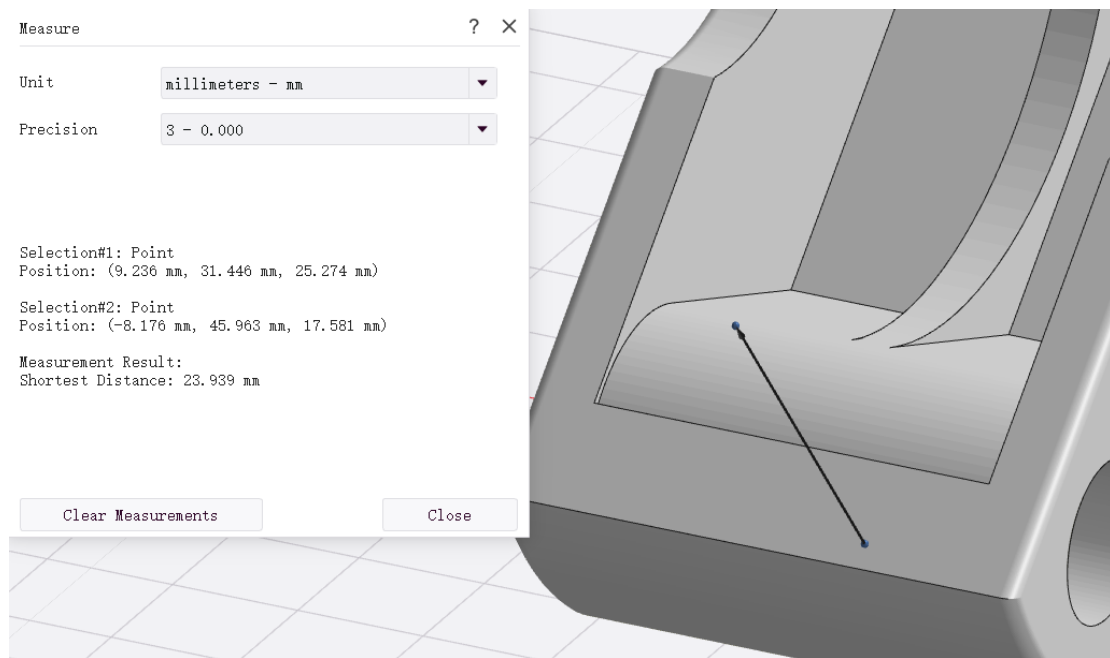 Measure ? ×
Unit millimeters - mm
Precision 3 - 0.000
Selection#1: Point
Position: (9.236 mm, 31.446 mm, 25.274 mm)
Selection#2: Point
Position: (-8.176 mm, 45.963 mm, 17.581 mm)
Measurement Result:
Shortest Distance: 23.939 mm
Clear Measurements Close